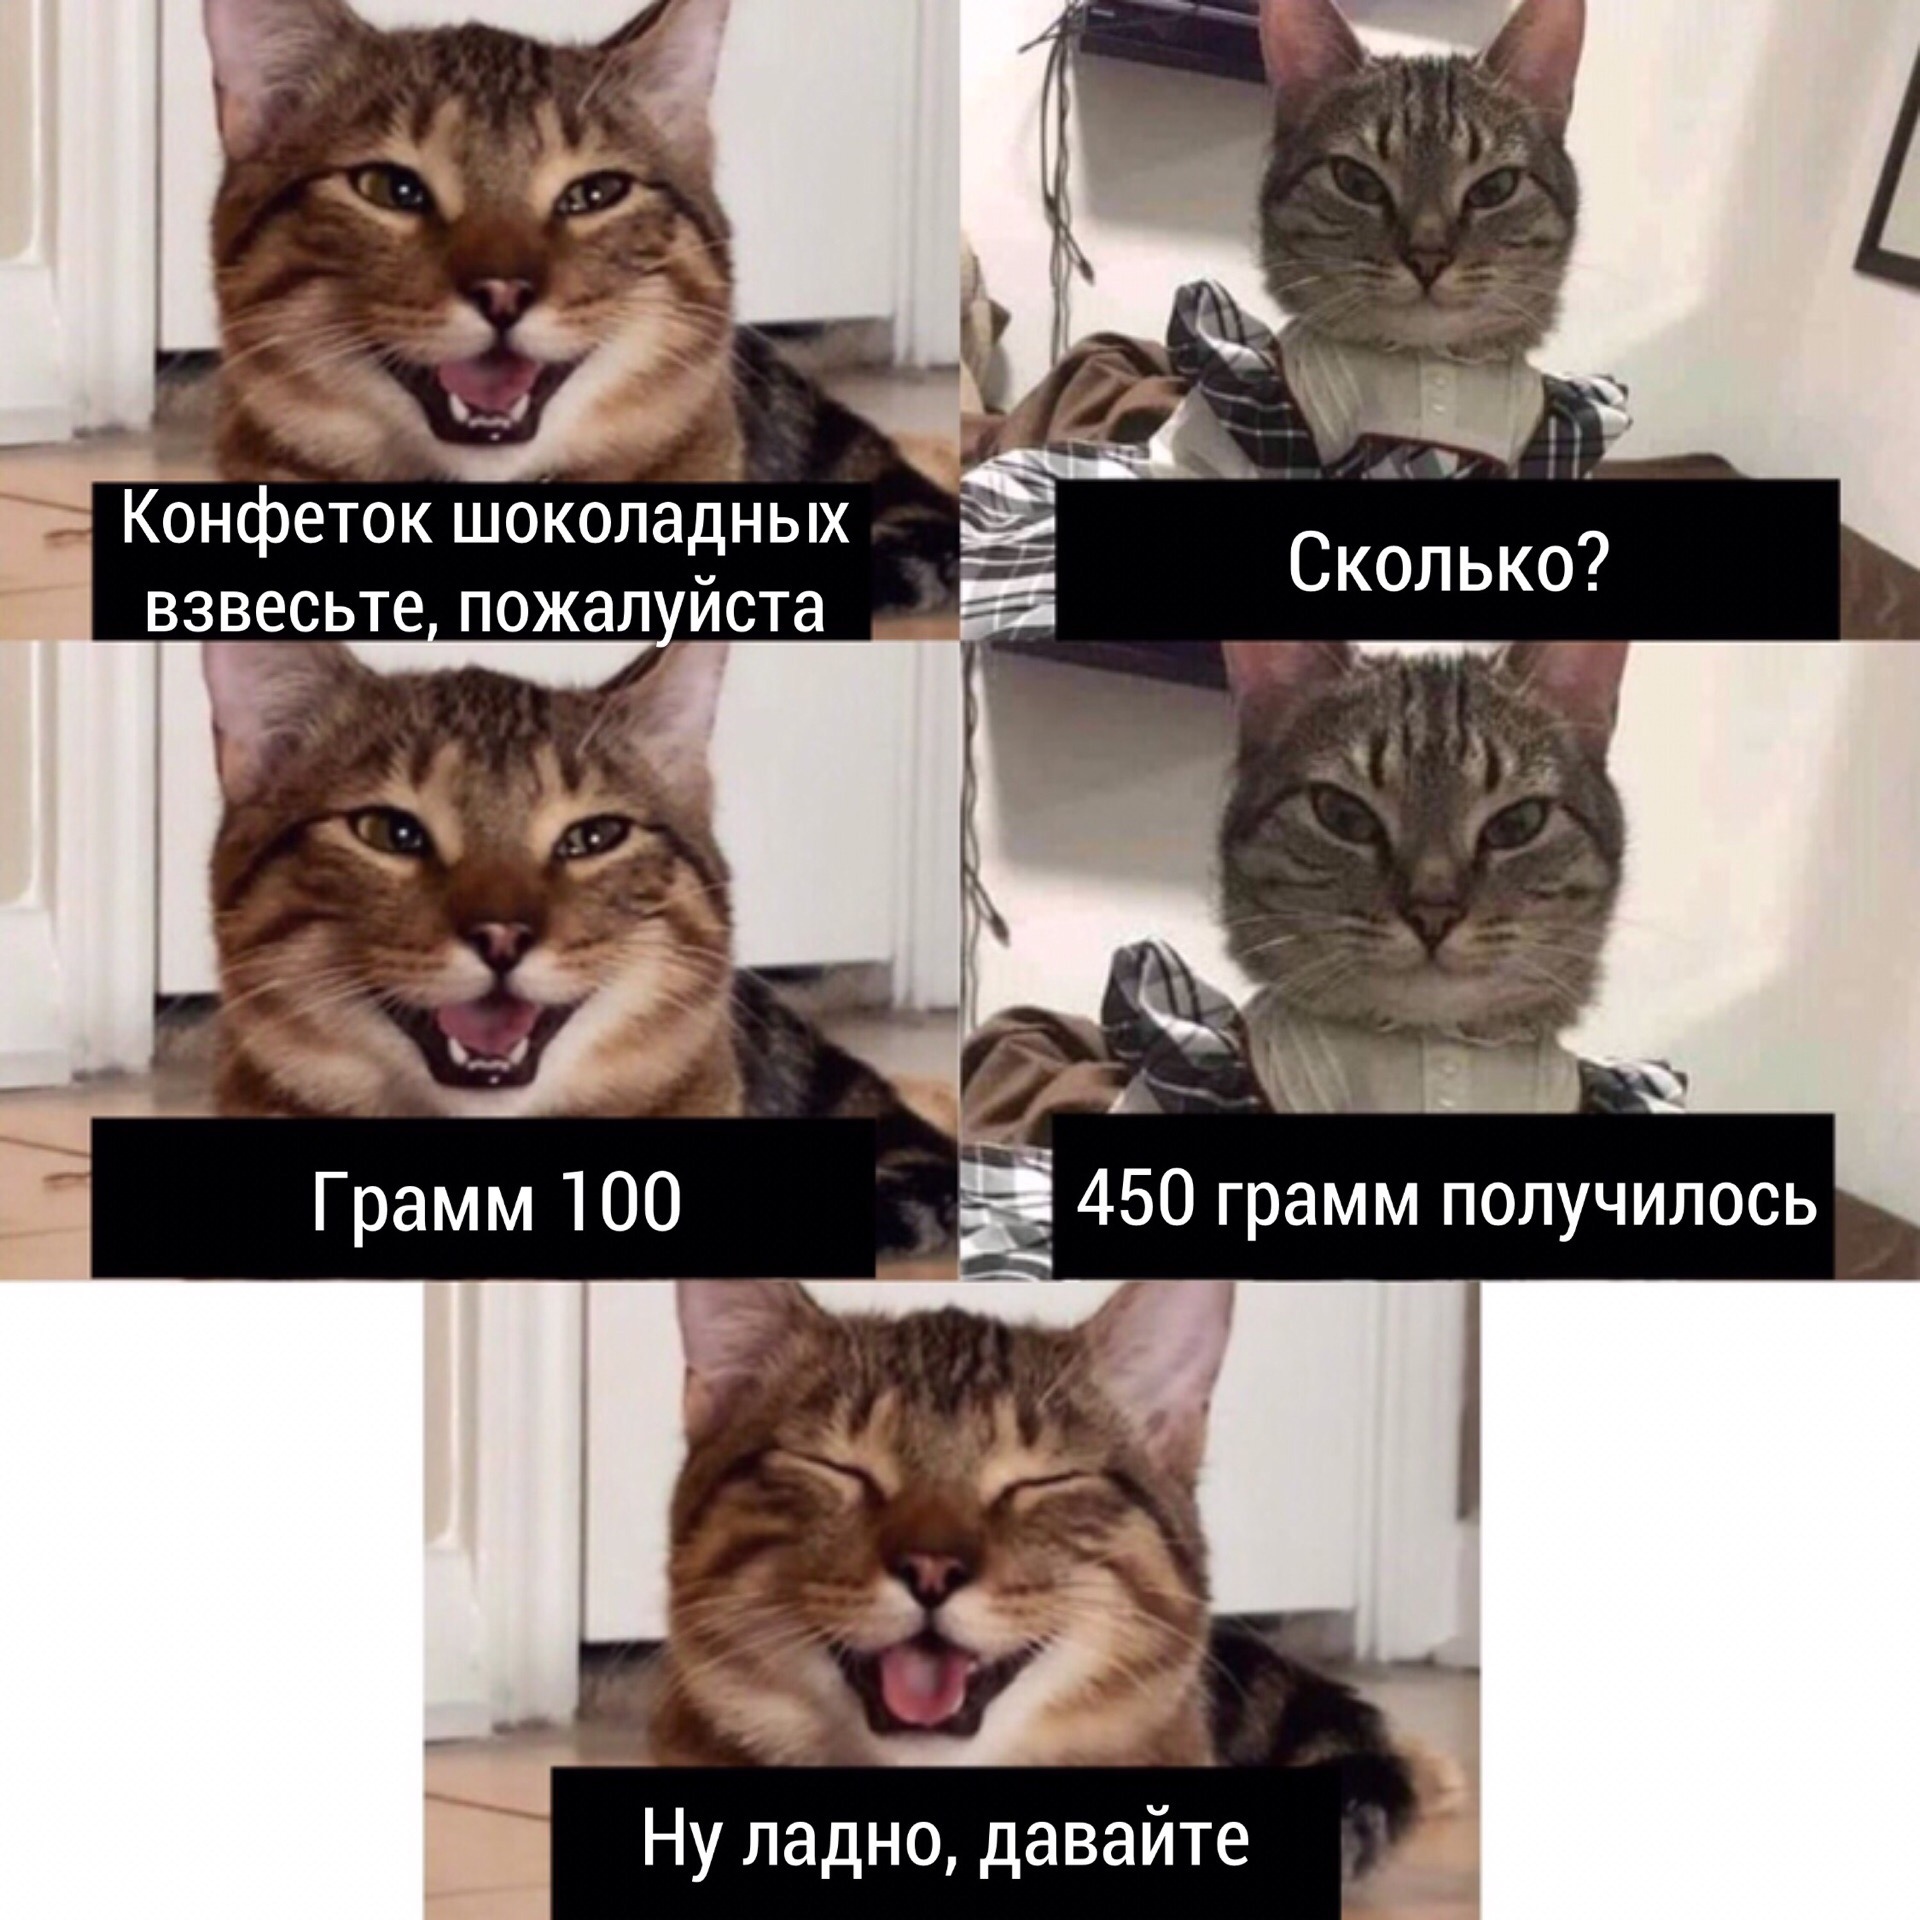 Конфеток шоколадных
взвесьте, пожалуйста
Сколько?
Грамм 100
450 грамм получилось
Ну ладно, давайте